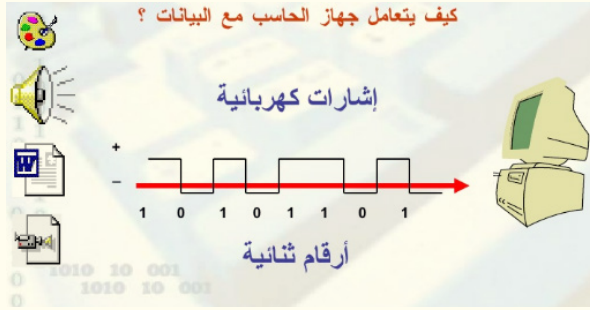 كيف يتعامل جهاز الحاسب مع البيانات ؟
إشارات كهربائية
W
+
–
1 0 1 0 1 1 0 1
أرقام ثنائية
1010 10 001
1010 10 001